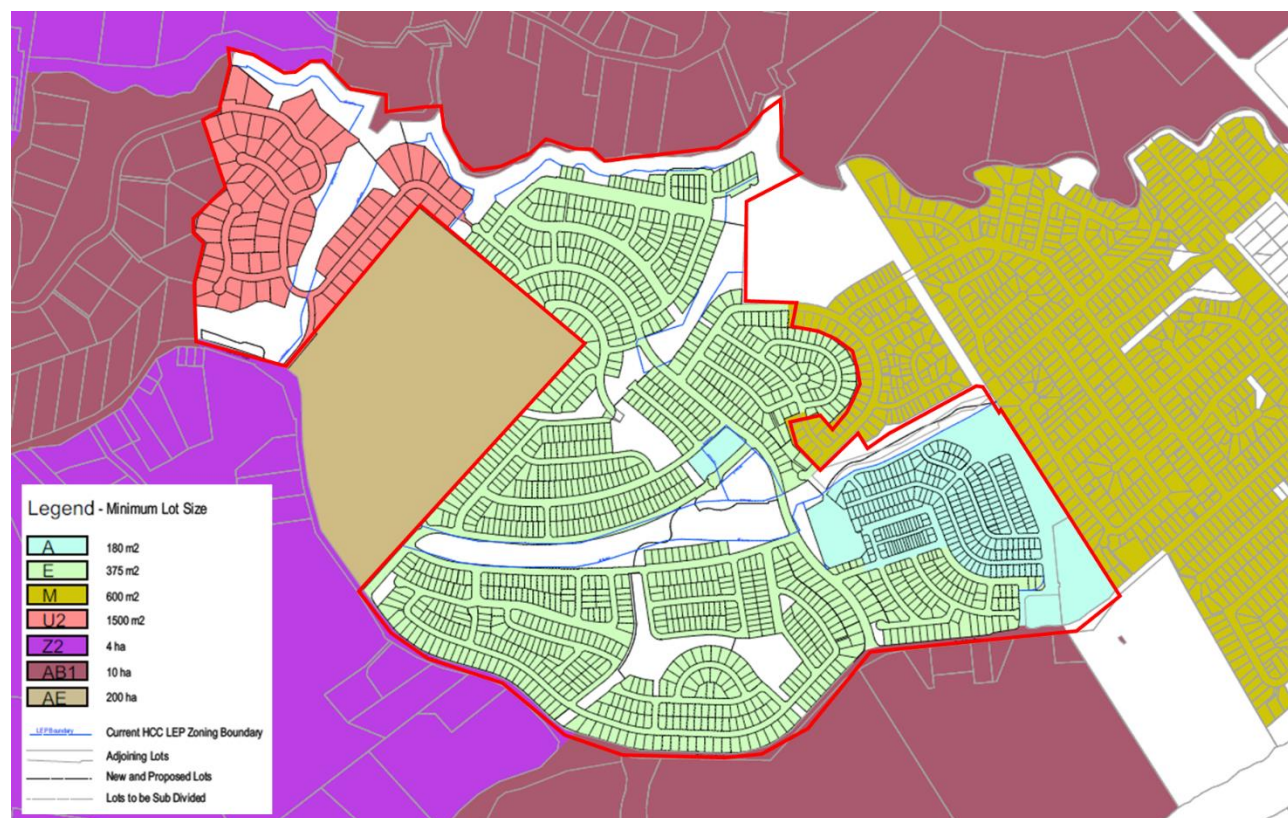 Legend - Minimum Lot Size
A 180 m2
E 375 m2
M 600 m2
U2 1500 m2
Z2 4 ha
AB1 10 ha
AE 200 ha
LEP Boundary Current HCC LEP Zoning Boundary
Adjoining Lots
New and Proposed Lots
Lots to be Sub Divided